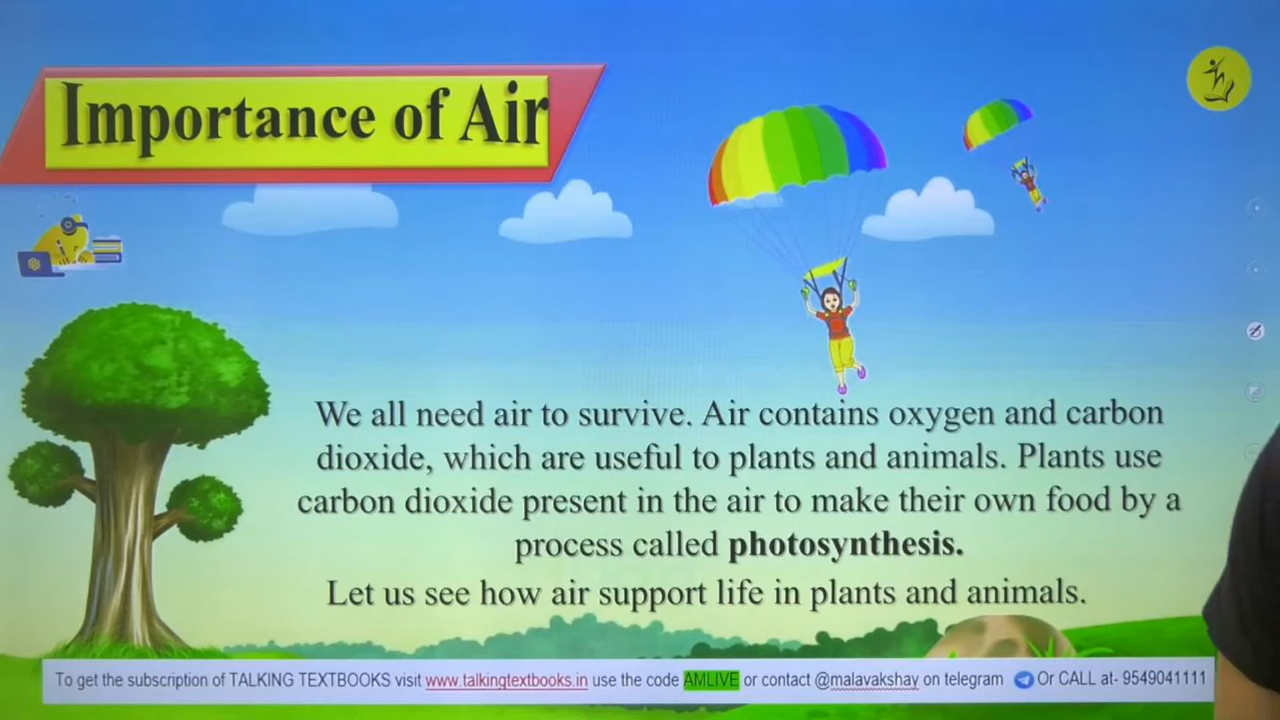 Importance of Air
We all need air to survive. Air contains oxygen and carbon
dioxide, which are useful to plants and animals. Plants use
carbon dioxide present in the air to make their own food by a
process called photosynthesis.
Let us see how air support life in plants and animals.
To get the subscription of TALKING TEXTBOOKS visit www.talkingtextbooks.in use the code AMLIVE or contact @malavakshay on telegram Or CALL at- 9549041111